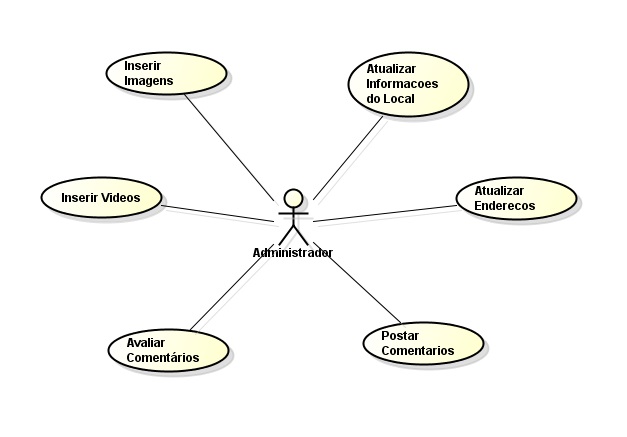 Inserir
Imagens
Atualizar
Informacoes
do Local
Inserir Videos
Atualizar
Enderecos
Administrador
Avaliar
Comentários
Postar
Comentarios